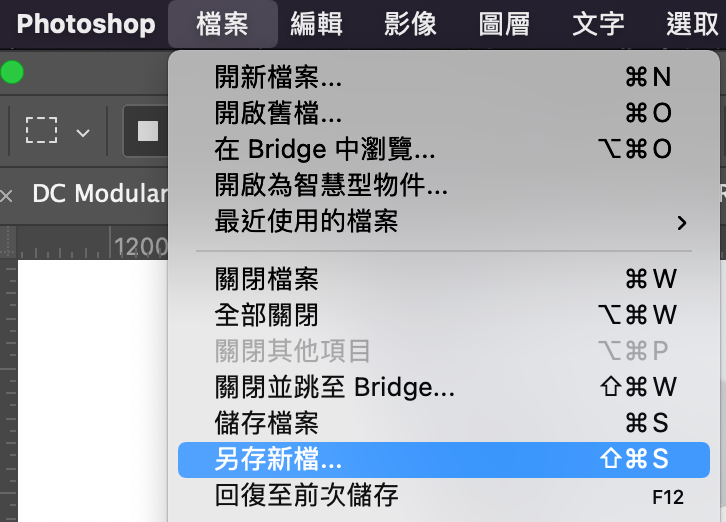 Photoshop 檔案 編輯 影像 圖層 文字 選取
開新檔案... ⌘N
開啟舊檔... ⌘O
在 Bridge 中瀏覽... ⌥⌘O
開啟為智慧型物件...
DC Modular
最近使用的檔案
1200
關閉檔案 ⌘W
全部關閉 ⌥⌘W
關閉其他項目 ⌥⌘P
關閉並跳至 Bridge... ⇧⌘W
儲存檔案 ⌘S
另存新檔... ⇧⌘S
回復至前次儲存 F12